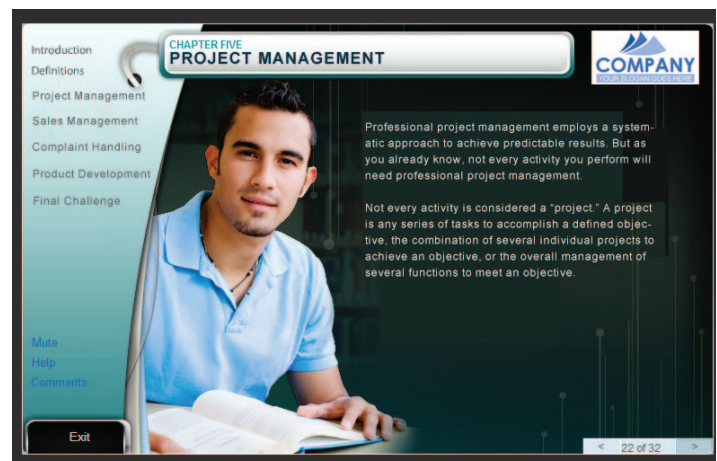 Introduction
Definitions
Project Management
Sales Management
Complaint Handling
Product Development
Final Challenge
Mute
Help
Comments
Exit
CHAPTER FIVE
PROJECT MANAGEMENT
COMPANY
YOUR SLOGAN GOES HERE
Professional project management employs a system-
atic approach to achieve predictable results. But as
you already know, not every activity you perform will
need professional project management.
Not every activity is considered a “project.” A project
is any series of tasks to accomplish a defined objec-
tive, the combination of several individual projects to
achieve an objective, or the overall management of
several functions to meet an objective.
< 22 of 32 >